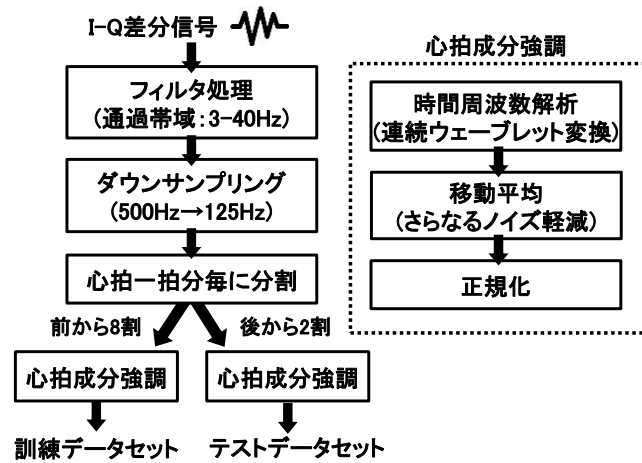 I-Q差分信号
フィルタ処理
(通過帯域：3-40Hz)
ダウンサンプリング
(500Hz→125Hz)
心拍一拍分毎に分割
前から8割
後から2割
心拍成分強調
心拍成分強調
訓練データセット
テストデータセット
心拍成分強調
時間周波数解析
(連続ウェーブレット変換)
移動平均
(さらなるノイズ軽減)
正規化